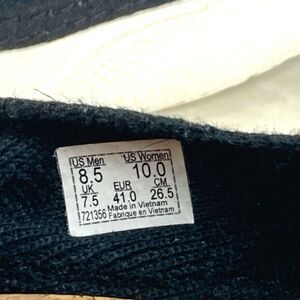 US Men US Women
8.5 10.0
UK EUR CM
7.5 41.0 26.5
Made in Vietnam
721356 Fabrique en Vietnam